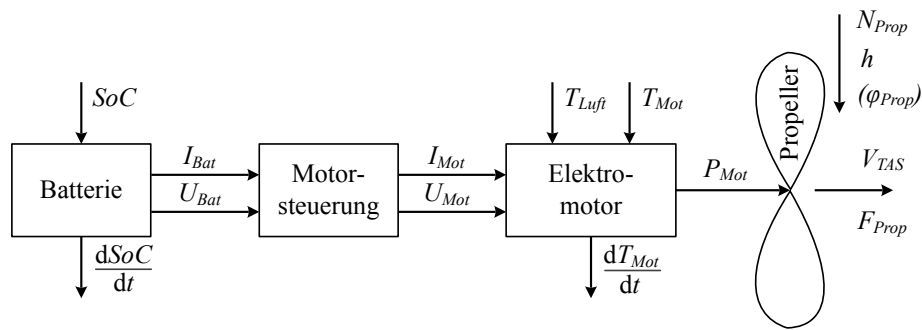 SoC
Batterie
dSoC
dt
I_Bat
U_Bat
Motor-
steuerung
I_Mot
U_Mot
T_Luft
T_Mot
Elektro-
motor
dT_Mot
dt
P_Mot
Propeller
N_Prop
h
(φ_Prop)
V_TAS
F_Prop